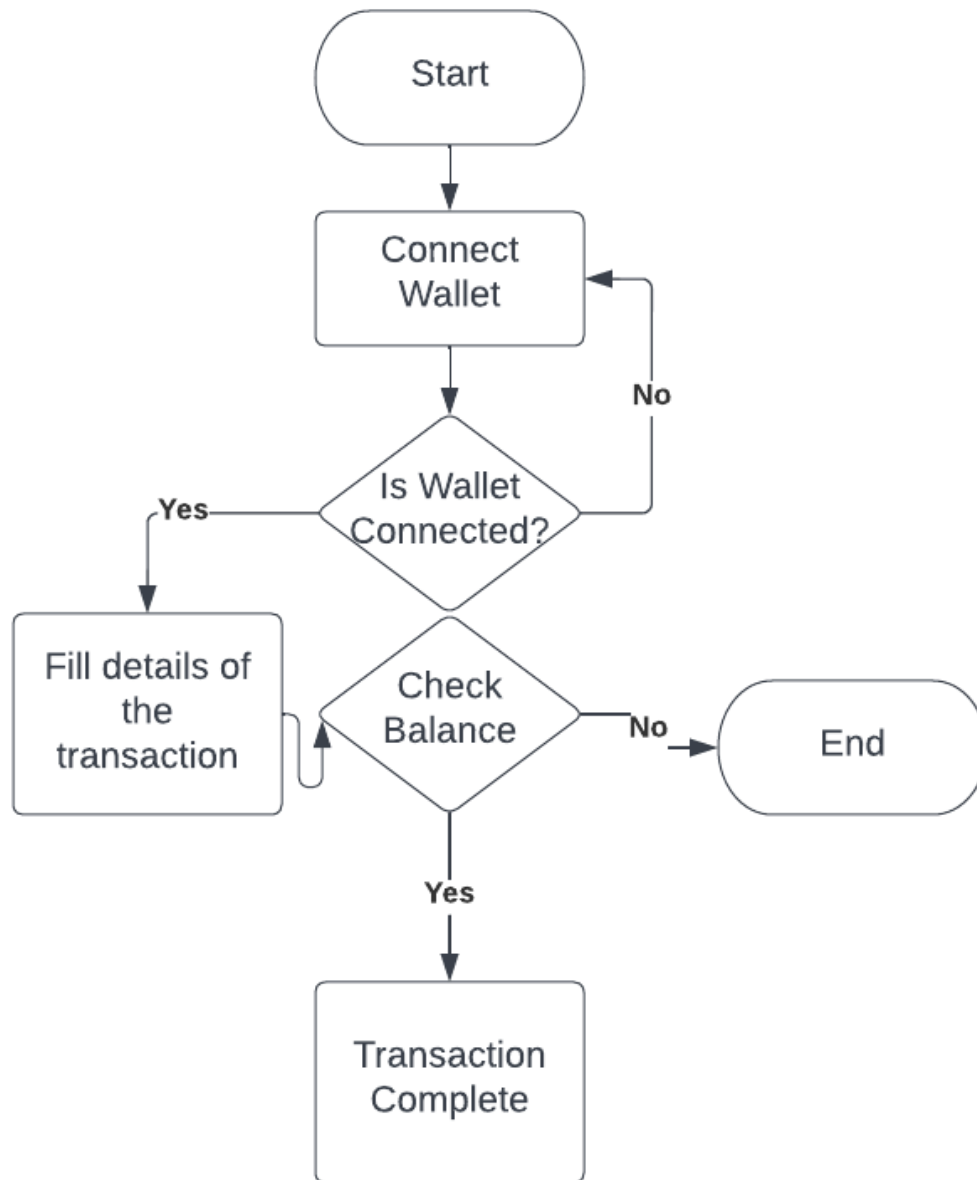 Start
Connect
Wallet
No
Is Wallet
Connected?
Yes
Fill details of
the
transaction
Check
Balance
No
End
Yes
Transaction
Complete